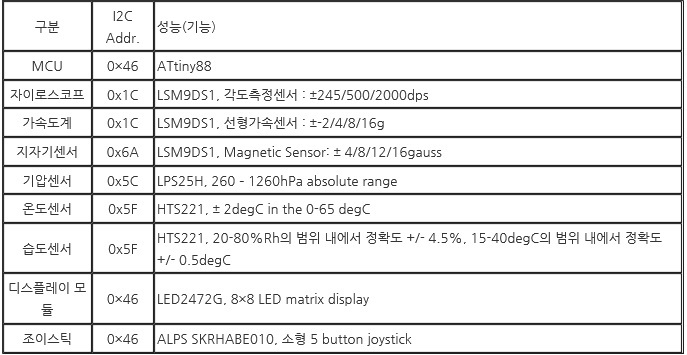 구분 I2C Addr. 성능(기능)
MCU 0×46 ATtiny88
자이로스코프 0x1C LSM9DS1, 각도측정센서 : ±245/500/2000dps
가속도계 0x1C LSM9DS1, 선형가속센서 : ±-2/4/8/16g
지자기센서 0x6A LSM9DS1, Magnetic Sensor: ± 4/8/12/16gauss
기압센서 0x5C LPS25H, 260 – 1260hPa absolute range
온도센서 0x5F HTS221, ± 2degC in the 0-65 degC
습도센서 0x5F HTS221, 20-80%Rh의 범위 내에서 정확도 +/- 4.5%, 15-40degC의 범위 내에서 정확도
+/- 0.5degC
디스플레이 모듈 0×46 LED2472G, 8×8 LED matrix display
조이스틱 0×46 ALPS SKRHABE010, 소형 5 button joystick